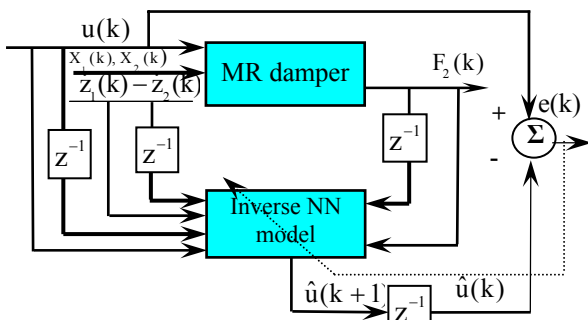 u(k)
X₁(k), X₂(k)
ż₁(k) − ż₂(k)
MR damper
F₂(k)
e(k)
+
Σ
-
z⁻¹
z⁻¹
z⁻¹
Inverse NN
model
û(k + 1)
z⁻¹
û(k)